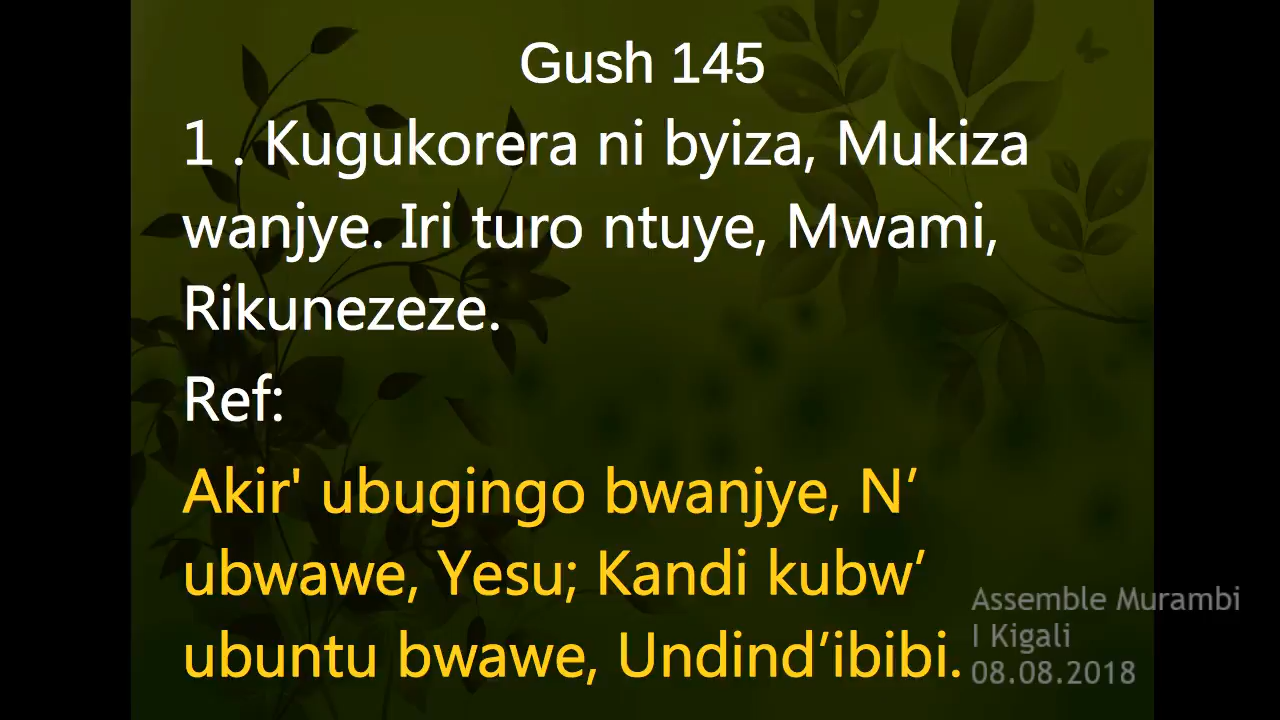 Gush 145
1 . Kugukorera ni byiza, Mukiza
wanjye. Iri turo ntuye, Mwami,
Rikunezeze.
Ref:
Akir' ubugingo bwanjye, N’
ubwawe, Yesu; Kandi kubw’
ubuntu bwawe, Undind’ibibi.
Assemble Murambi
I Kigali
08.08.2018